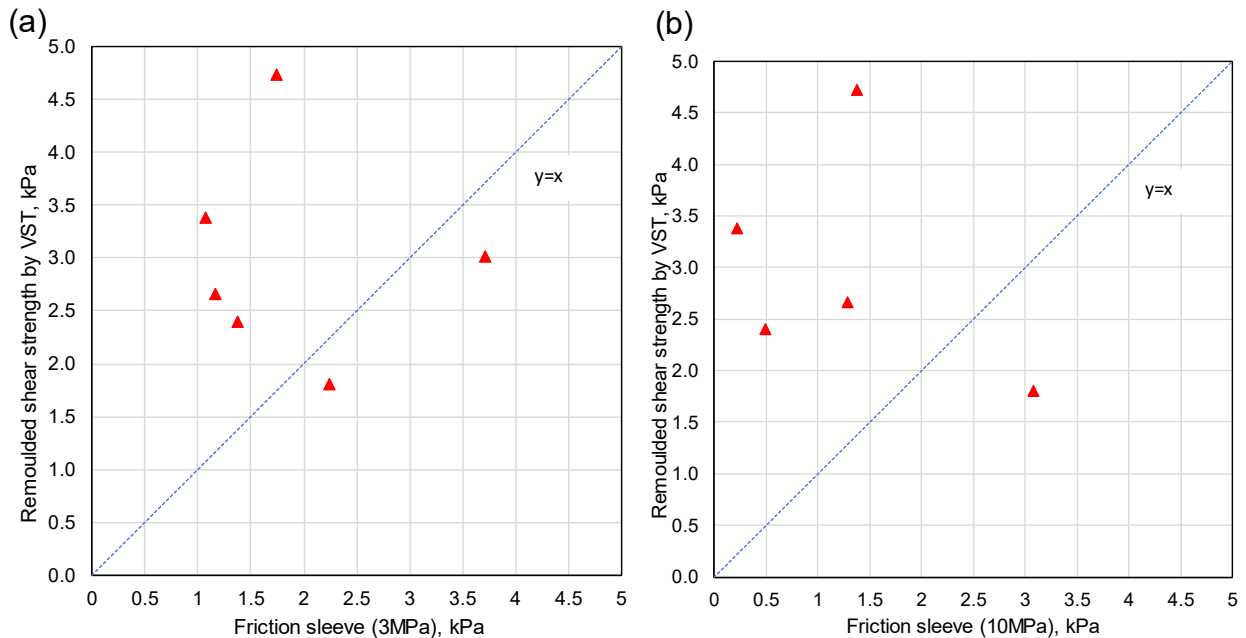 (a)
Remoulded shear strength by VST, kPa
5.0
4.5
4.0
3.5
3.0
2.5
2.0
1.5
1.0
0.5
0.0
y=x
0 0.5 1 1.5 2 2.5 3 3.5 4 4.5 5
Friction sleeve (3MPa), kPa
(b)
Remoulded shear strength by VST, kPa
5.0
4.5
4.0
3.5
3.0
2.5
2.0
1.5
1.0
0.5
0.0
y=x
0 0.5 1 1.5 2 2.5 3 3.5 4 4.5 5
Friction sleeve (10MPa), kPa